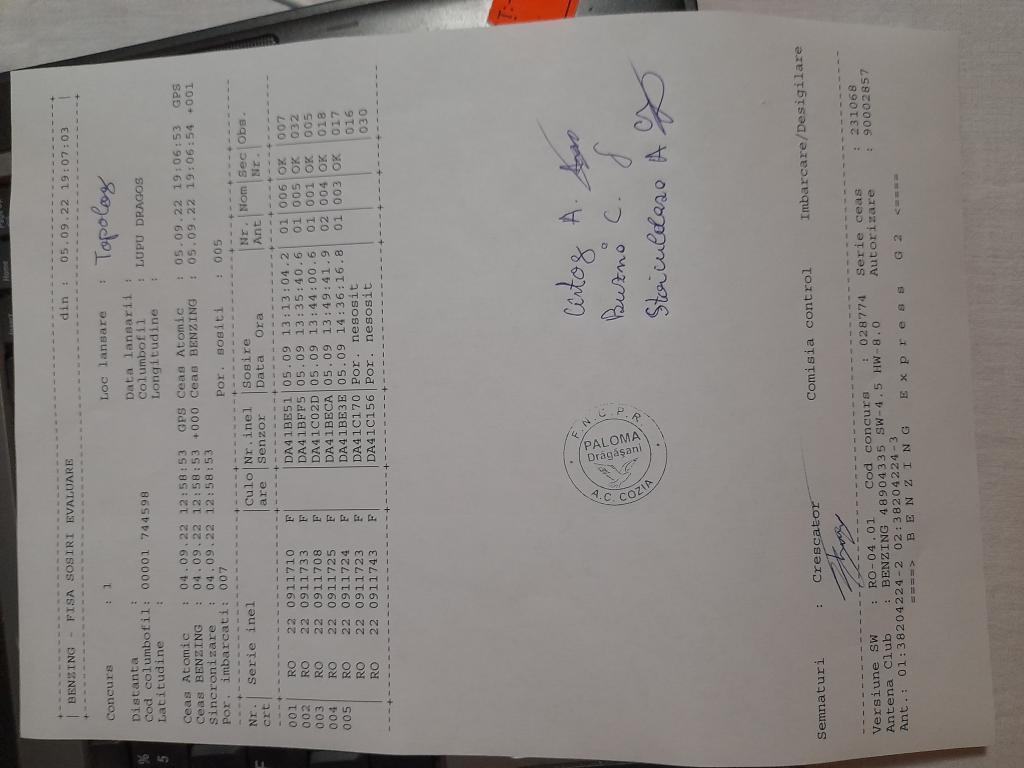 | BENZING - FISA SOSIRI EVALUARE din : 05.09.22 19:07:03 |
Concurs : 1 Loc lansare : Topolog
Distanta : Data lansarii :
Cod columbofil: 00001 744598 Columbofil : LUPU DRAGOS
Latitudine : Longitudine :
Ceas Atomic : 04.09.22 12:58:53 GPS Ceas Atomic : 05.09.22 19:06:53 GPS
Ceas BENZING : 04.09.22 12:58:53 +000 Ceas BENZING : 05.09.22 19:06:54 +001
Sincronizare : 04.09.22 12:58:53
Por. imbarcati: 007 Por. sositi : 005
Nr.| Serie inel |Culo|Nr.inel |Sosire |Nr. |Nom|Sec|Obs.
crt| |are |Senzor |Data Ora |Ant| |Nr.|
001 | RO 22 0911710 F | |DA41BE51|05.09 13:13:04.2| 01 |006|OK |007
002 | RO 22 0911733 F | |DA41BFF5|05.09 13:35:40.6| 01 |005|OK |032
003 | RO 22 0911708 F | |DA41C02D|05.09 13:44:00.6| 01 |001|OK |005
004 | RO 22 0911725 F | |DA41BECA|05.09 13:49:41.9| 02 |004|OK |018
005 | RO 22 0911724 F | |DA41BE3E|05.09 14:36:16.8| 01 |003|OK |017
| RO 22 0911723 F | |DA41C170|Por. nesosit | | | |016
| RO 22 0911743 F | |DA41C156|Por. nesosit | | | |030
A.
C.
A
F.N.C.P.R.
PALOMA
Drăgăşani
A.C. COZIA
Semnaturi : Crescator Comisia control Imbarcare/Desigilare
Versiune SW : RO-04.01 Cod concurs : 028774 Serie ceas : 231068
Antena Club : BENZING 48904335 SW-4.5 HW-8.0 Autorizare : 90002857
Ant.: 01:38204224-2 02:38204224-3
====> B E N Z I N G E x p r e s s G 2 <====